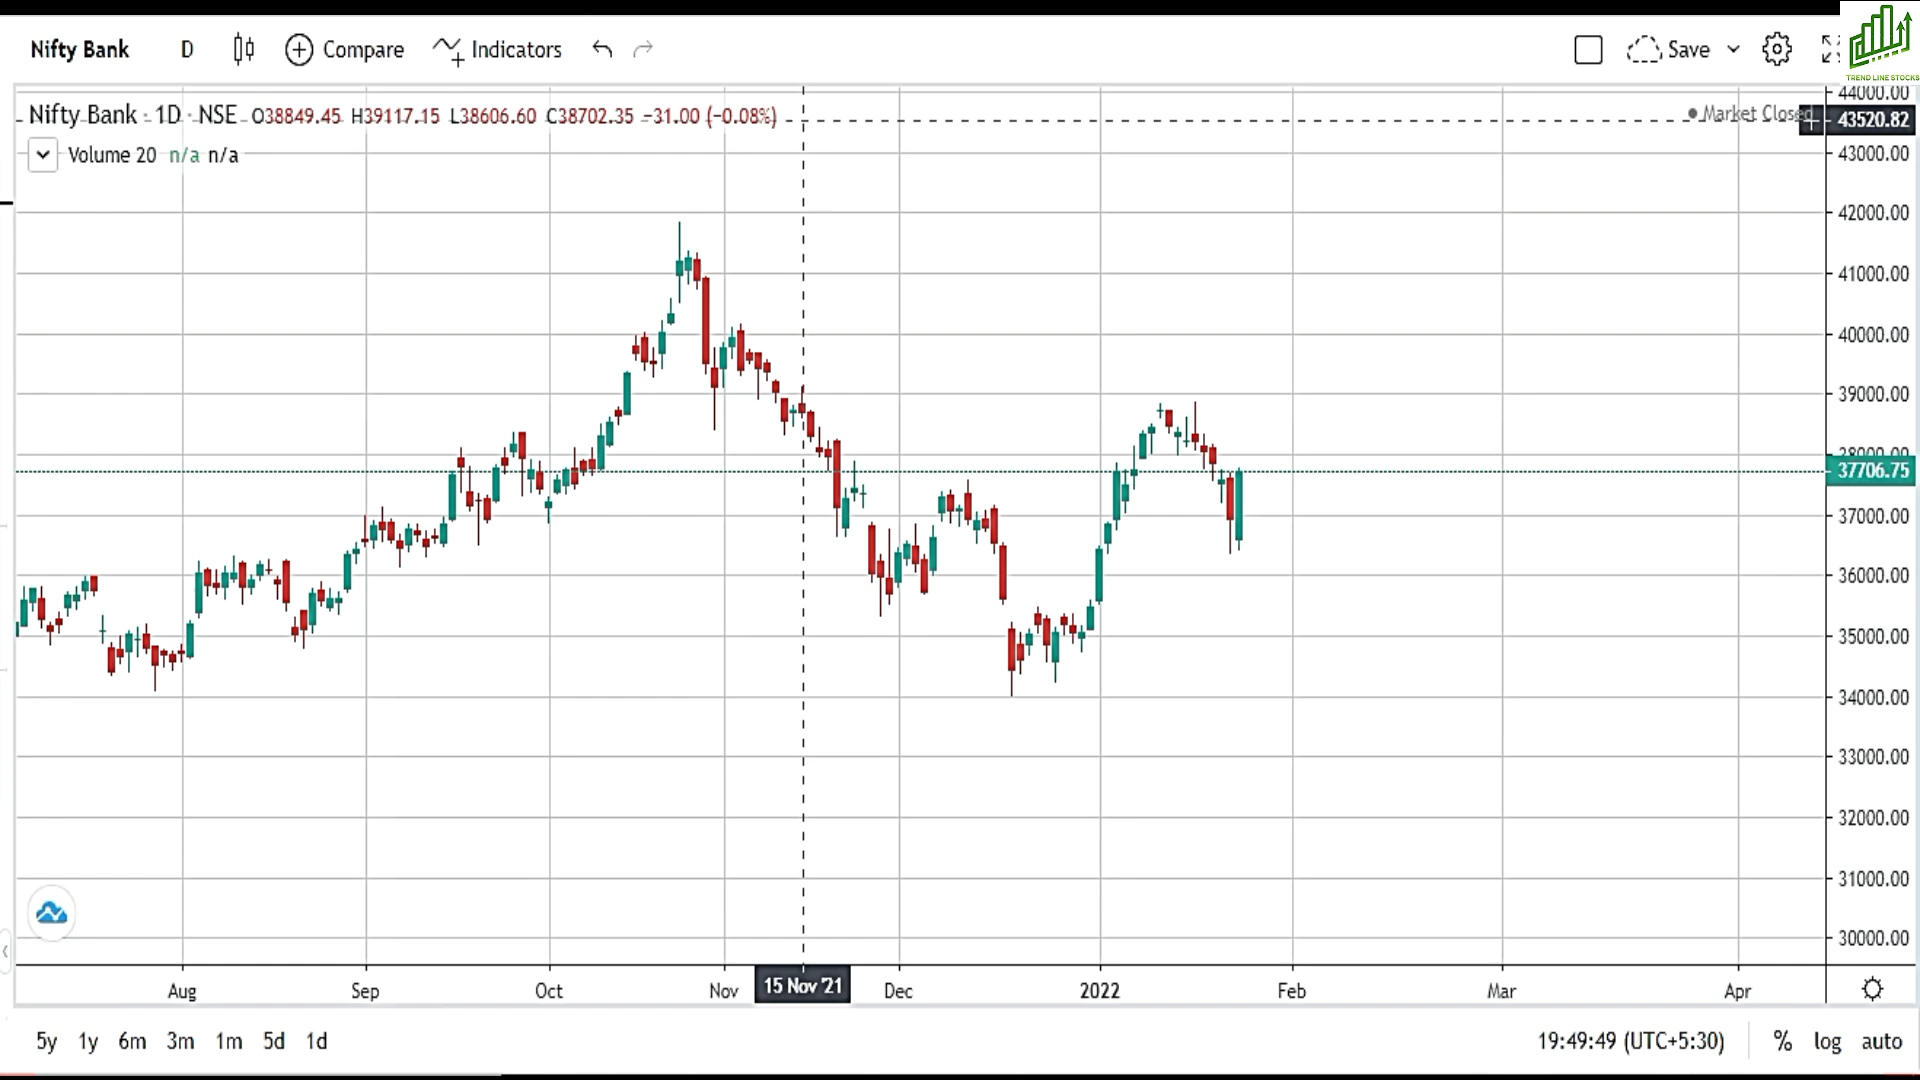 Nifty Bank D Compare Indicators Save
TREND LINE STOCKS
Nifty Bank · 1D · NSE O38849.45 H39117.15 L38606.60 C38702.35 −31.00 (−0.08%)
Market Closed
Volume 20 n/a n/a
44000.00
43520.82
43000.00
42000.00
41000.00
40000.00
39000.00
38000.00
37706.75
37000.00
36000.00
35000.00
34000.00
33000.00
32000.00
31000.00
30000.00
Aug Sep Oct Nov 15 Nov '21 Dec 2022 Feb Mar Apr
5y 1y 6m 3m 1m 5d 1d 19:49:49 (UTC+5:30) % log auto